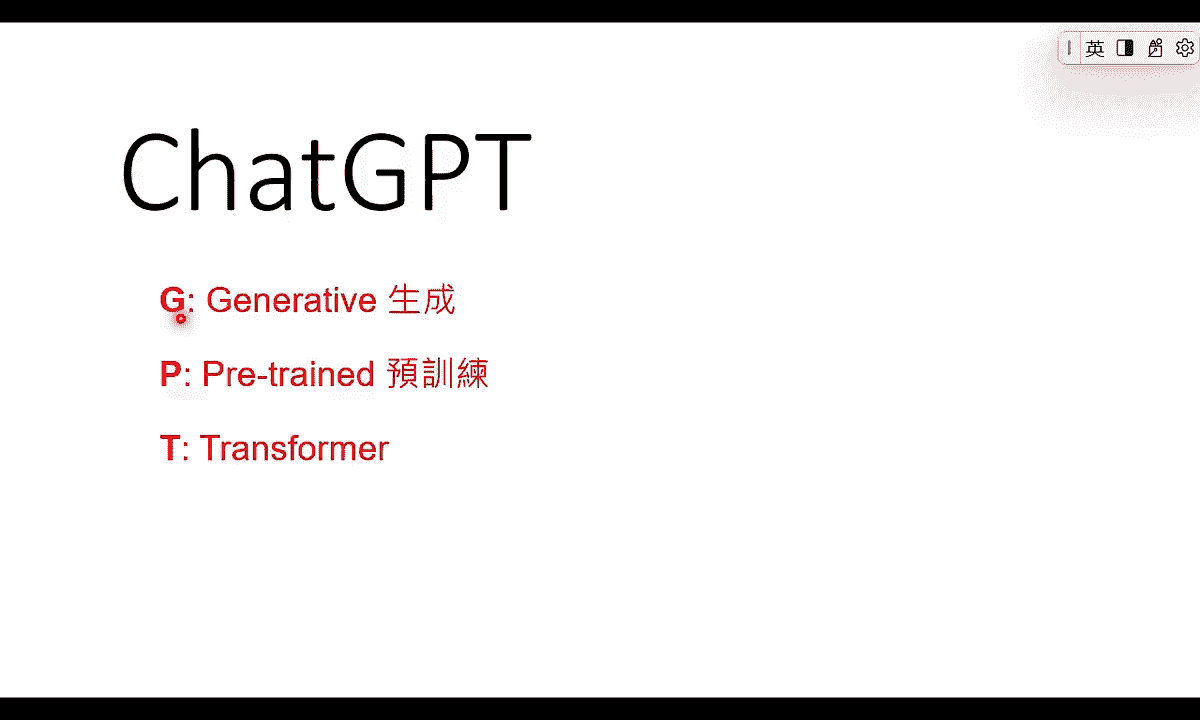 英
ChatGPT
G: Generative 生成
P: Pre-trained 預訓練
T: Transformer